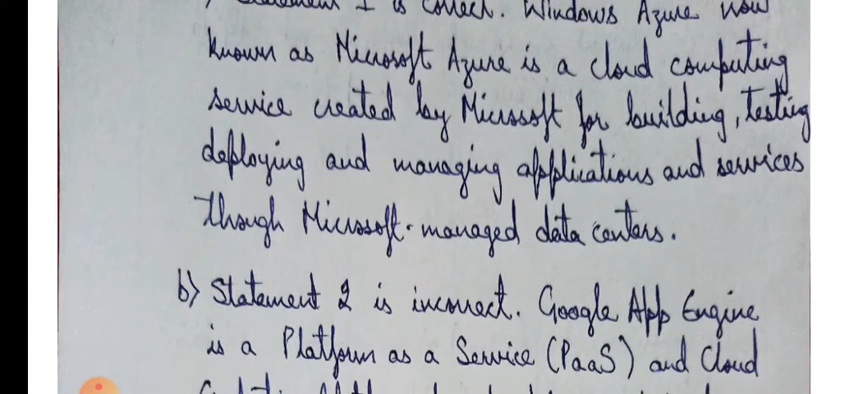 Statement 1 is correct. Windows Azure now
known as Microsoft Azure is a cloud computing
service created by Microsoft for building, testing
deploying and managing applications and services
though Microsoft-managed data centers.
b) Statement 2 is incorrect. Google App Engine
is a Platform as a Service (PaaS) and Cloud